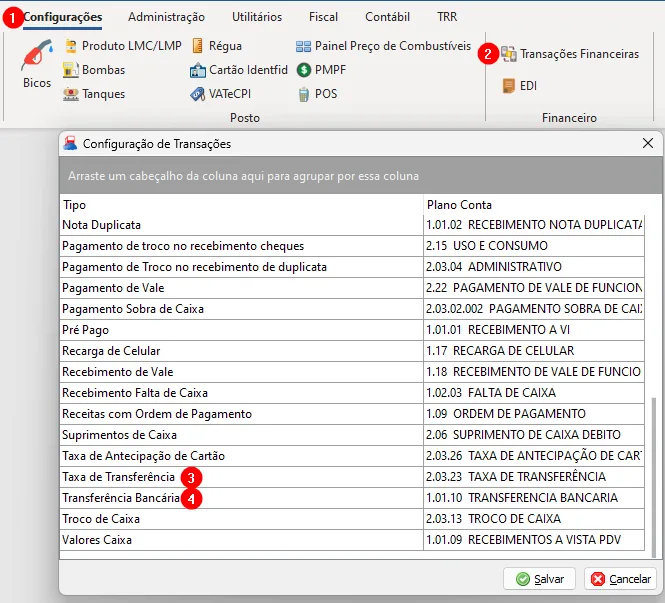 1 Configurações Administração Utilitários Fiscal Contábil TRR
Produto LMC/LMP Régua Painel Preço de Combustíveis 2 Transações Financeiras
Bicos Bombas Cartão Identfid PMPF EDI
Tanques VATeCPI POS
Posto Financeiro
Configuração de Transações
Arraste um cabeçalho da coluna aqui para agrupar por essa coluna
Tipo Plano Conta
Nota Duplicata 1.01.02 RECEBIMENTO NOTA DUPLICATA
Pagamento de troco no recebimento cheques 2.15 USO E CONSUMO
Pagamento de Troco no recebimento de duplicata 2.03.04 ADMINISTRATIVO
Pagamento de Vale 2.22 PAGAMENTO DE VALE DE FUNCION
Pagamento Sobra de Caixa 2.03.02.002 PAGAMENTO SOBRA DE CAI
Pré Pago 1.01.01 RECEBIMENTO A VI
Recarga de Celular 1.17 RECARGA DE CELULAR
Recebimento de Vale 1.18 RECEBIMENTO DE VALE DE FUNCIO
Recebimento Falta de Caixa 1.02.03 FALTA DE CAIXA
Receitas com Ordem de Pagamento 1.09 ORDEM DE PAGAMENTO
Suprimentos de Caixa 2.06 SUPRIMENTO DE CAIXA DEBITO
Taxa de Antecipação de Cartão 2.03.26 TAXA DE ANTECIPAÇÃO DE CAR
Taxa de Transferência 3 2.03.23 TAXA DE TRANSFERÊNCIA
Transferência Bancária 4 1.01.10 TRANSFERENCIA BANCARIA
Troco de Caixa 2.03.13 TROCO DE CAIXA
Valores Caixa 1.01.09 RECEBIMENTOS A VISTA PDV
Salvar Cancelar